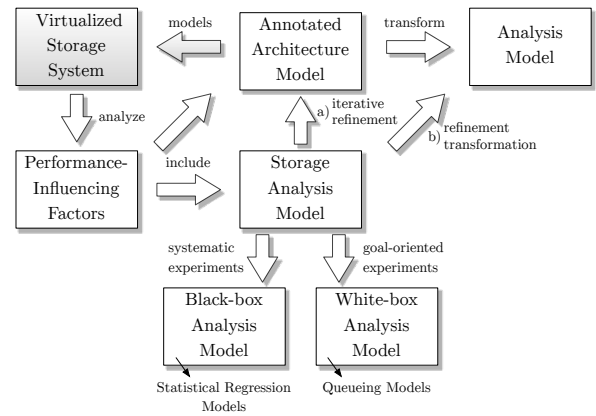 Virtualized
Storage
System
models
Annotated
Architecture
Model
transform
Analysis
Model
analyze
a) iterative
refinement
b) refinement
transformation
Performance-
Influencing
Factors
include
Storage
Analysis
Model
systematic
experiments
goal-oriented
experiments
Black-box
Analysis
Model
White-box
Analysis
Model
Statistical Regression
Models
Queueing Models